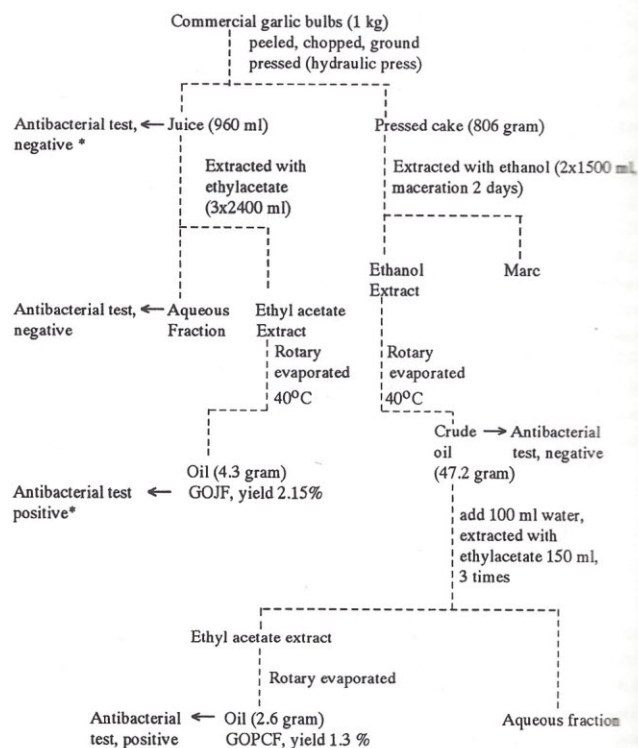 Commercial garlic bulbs (1 kg)
peeled, chopped, ground
pressed (hydraulic press)
Antibacterial test,
negative *
Juice (960 ml)
Pressed cake (806 gram)
Extracted with
ethylacetate
(3x2400 ml)
Extracted with ethanol (2x1500 ml,
maceration 2 days)
Ethanol
Extract
Marc
Antibacterial test,
negative
Aqueous
Fraction
Ethyl acetate
Extract
Rotary
evaporated
40°C
Rotary
evaporated
40°C
Crude
oil
(47.2 gram)
Antibacterial
test, negative
Oil (4.3 gram)
GOJF, yield 2.15%
Antibacterial test
positive*
add 100 ml water,
extracted with
ethylacetate 150 ml,
3 times
Ethyl acetate extract
Rotary evaporated
Antibacterial
test, positive
Oil (2.6 gram)
GOPCF, yield 1.3 %
Aqueous fraction